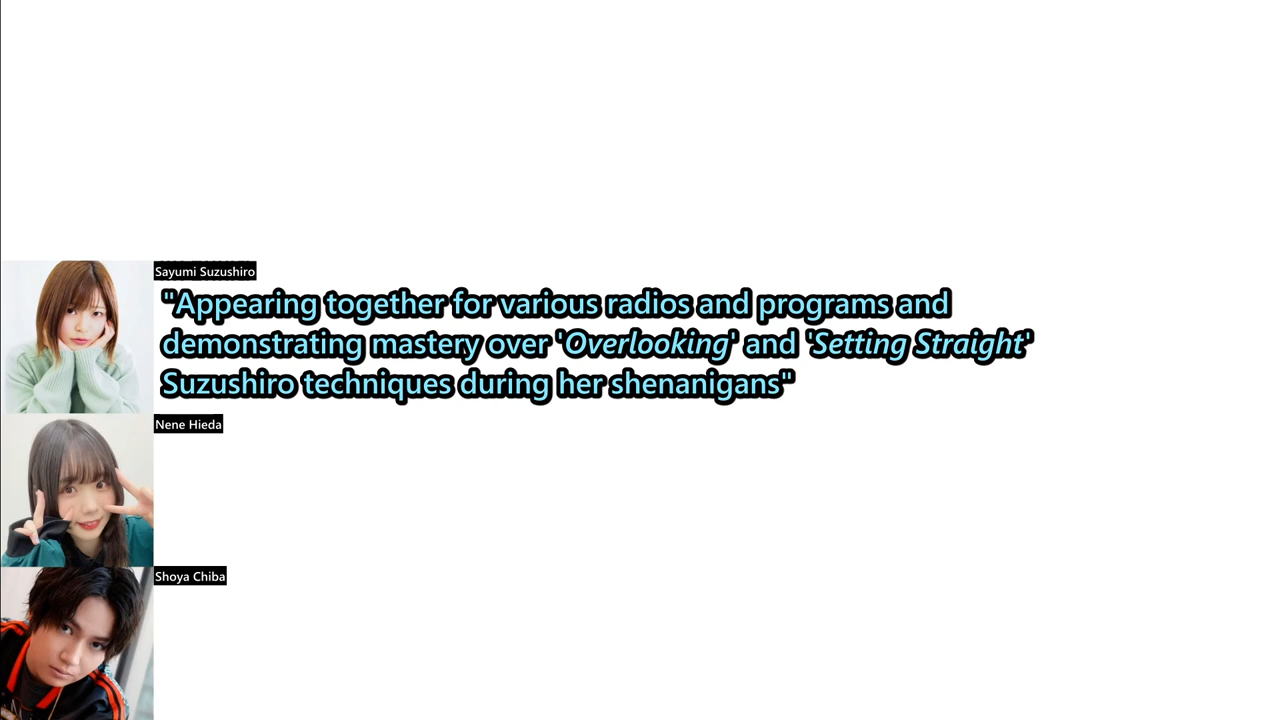 Sayumi Suzushiro
"Appearing together for various radios and programs and
demonstrating mastery over 'Overlooking' and 'Setting Straight'
Suzushiro techniques during her shenanigans"
Nene Hieda
Shoya Chiba